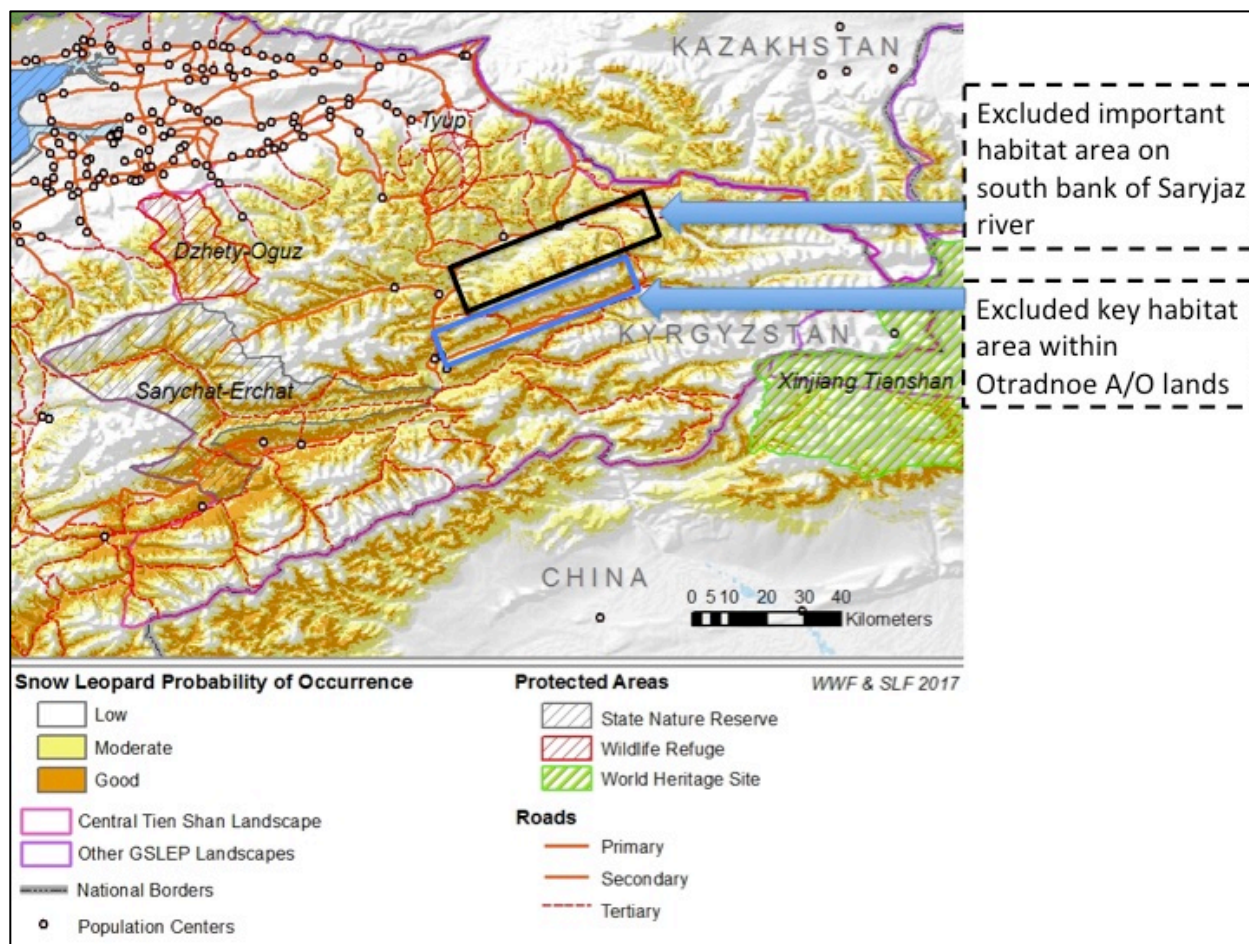 KAZAKHSTAN
Tyup
Dzhety-Oguz
KYRGYZSTAN
Sarychat-Erchat
Xinjiang Tianshan
CHINA
0 5 10 20 30 40
Kilometers
Excluded important
habitat area on
south bank of Saryjaz
river
Excluded key habitat
area within
Otradnoe A/O lands
Snow Leopard Probability of Occurrence
Low
Moderate
Good
Central Tien Shan Landscape
Other GSLEP Landscapes
National Borders
Population Centers
Protected Areas
WWF & SLF 2017
State Nature Reserve
Wildlife Refuge
World Heritage Site
Roads
Primary
Secondary
Tertiary